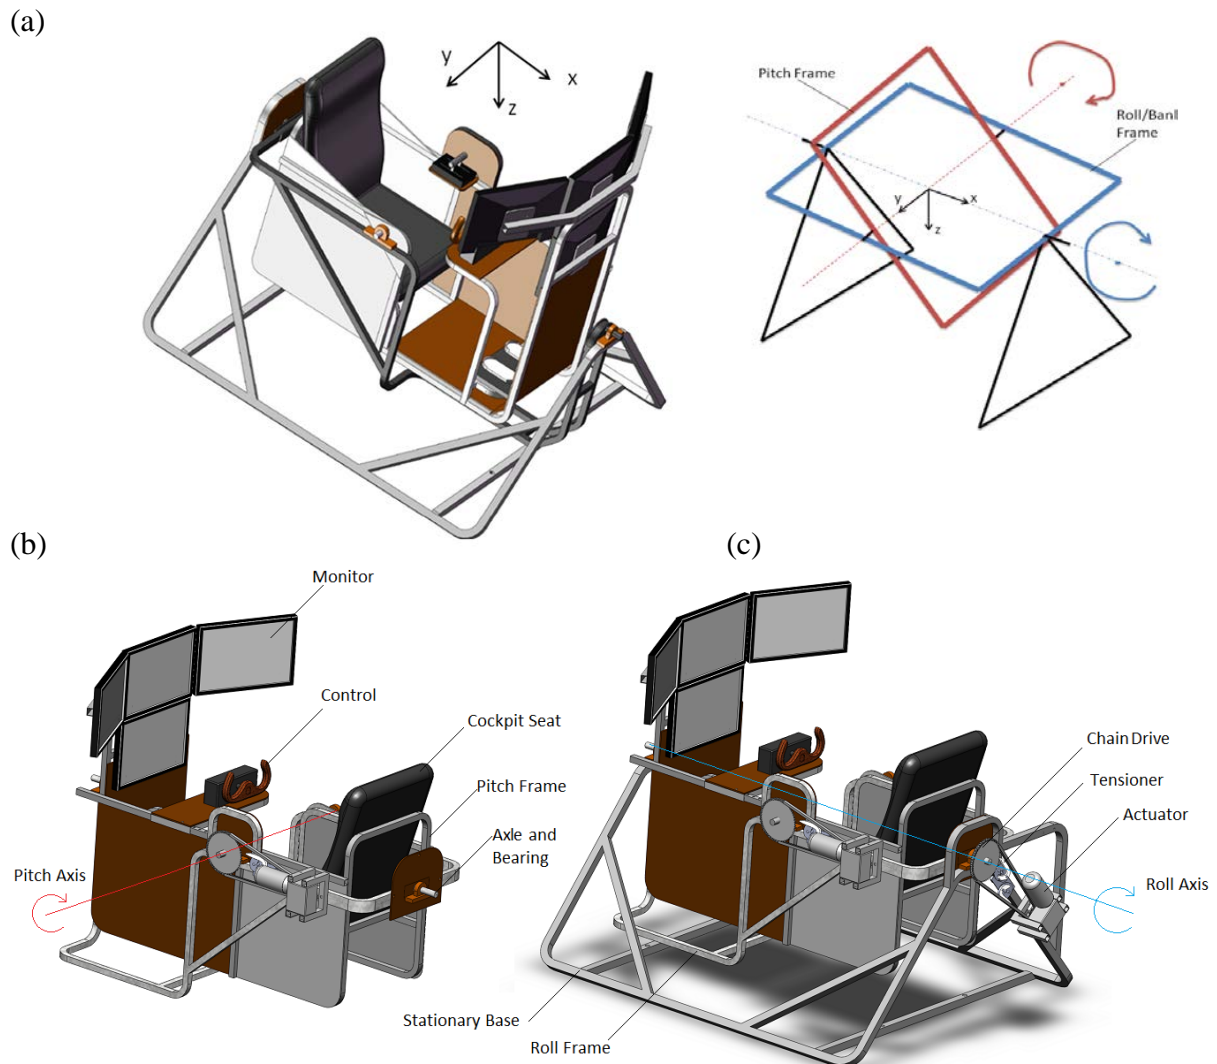 (a)
y
x
z
Pitch Frame
Roll/Banl
Frame
y
x
z
(b)
(c)
Monitor
Control
Cockpit Seat
Pitch Frame
Axle and
Bearing
Pitch Axis
Chain Drive
Tensioner
Actuator
Roll Axis
Stationary Base
Roll Frame